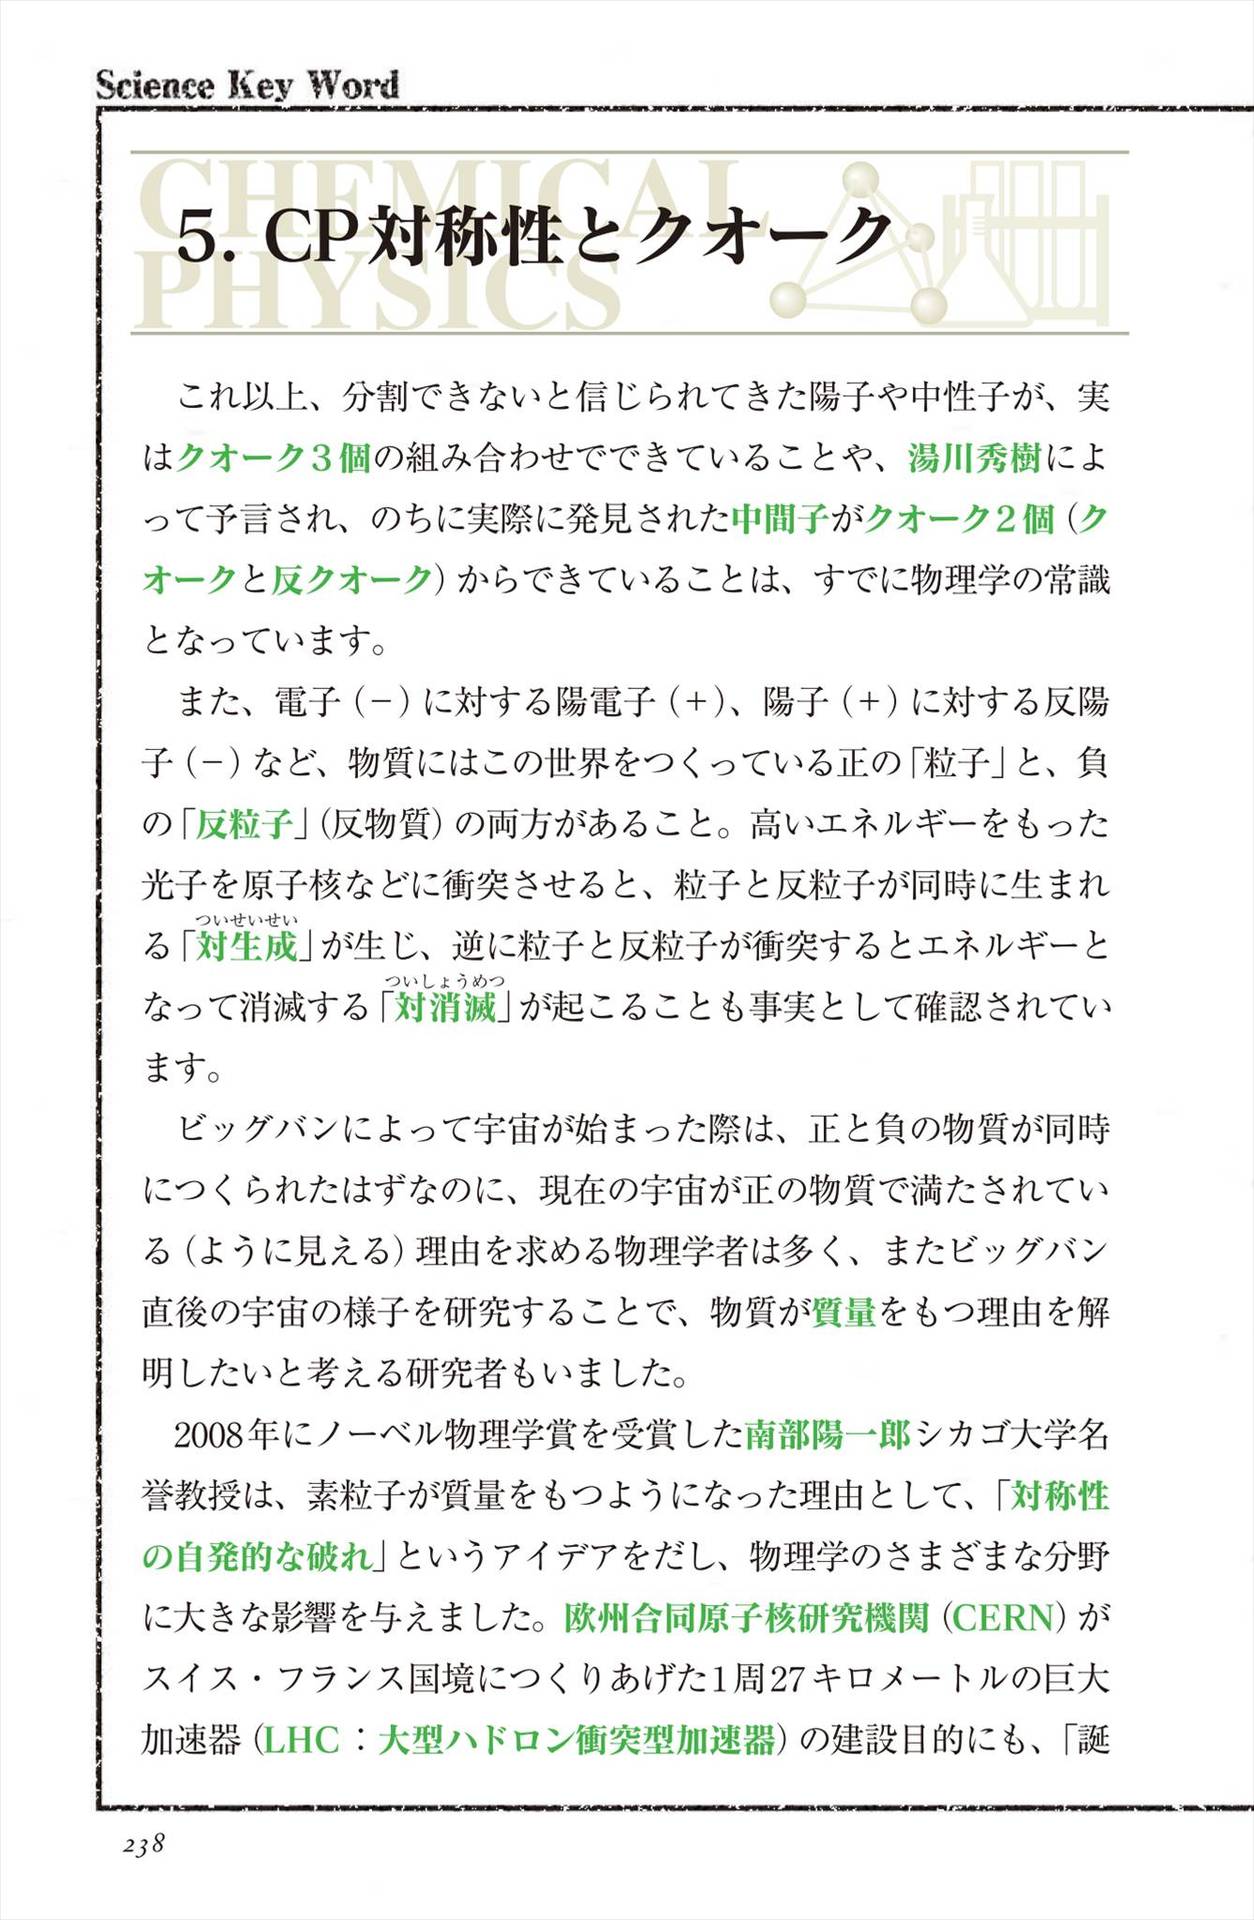 Science Key Word
CHEMICAL
PHYSICS
5. CP対称性とクオーク
これ以上、分割できないと信じられてきた陽子や中性子が、実
はクオーク３個の組み合わせでできていることや、湯川秀樹によ
って予言され、のちに実際に発見された中間子がクオーク２個（ク
オークと反クオーク）からできていることは、すでに物理学の常識
となっています。
また、電子（−）に対する陽電子（+）、陽子（+）に対する反陽
子（−）など、物質にはこの世界をつくっている正の「粒子」と、負
の「反粒子」（反物質）の両方があること。高いエネルギーをもった
光子を原子核などに衝突させると、粒子と反粒子が同時に生まれ
ついせいせい
る「対生成」が生じ、逆に粒子と反粒子が衝突するとエネルギーと
ついしょうめつ
なって消滅する「対消滅」が起こることも事実として確認されてい
ます。
ビッグバンによって宇宙が始まった際は、正と負の物質が同時
につくられたはずなのに、現在の宇宙が正の物質で満たされてい
る（ように見える）理由を求める物理学者は多く、またビッグバン
直後の宇宙の様子を研究することで、物質が質量をもつ理由を解
明したいと考える研究者もいました。
2008年にノーベル物理学賞を受賞した南部陽一郎シカゴ大学名
誉教授は、素粒子が質量をもつようになった理由として、「対称性
の自発的な破れ」というアイデアをだし、物理学のさまざまな分野
に大きな影響を与えました。欧州合同原子核研究機関（CERN）が
スイス・フランス国境につくりあげた1周27キロメートルの巨大
加速器（LHC：大型ハドロン衝突型加速器）の建設目的にも、「誕
238